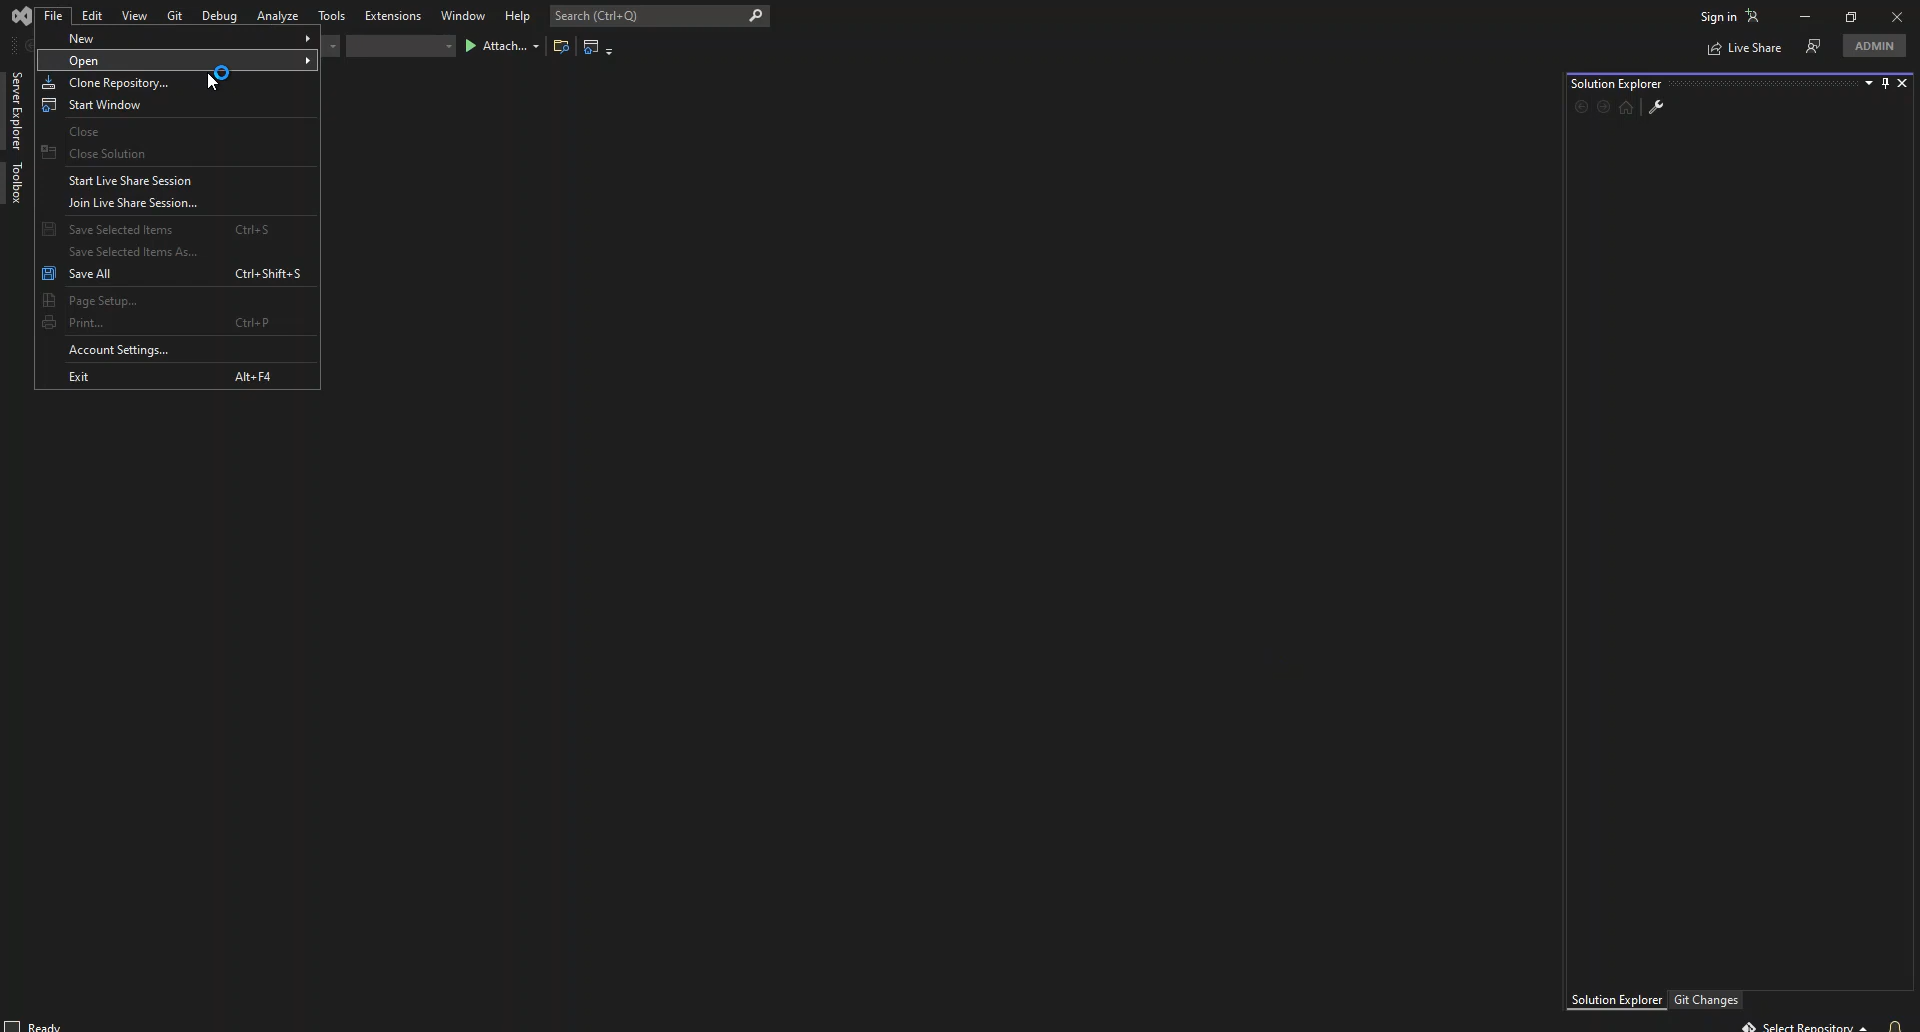 File Edit View Git Debug Analyze Tools Extensions Window Help Search (Ctrl+Q) Sign in
Attach... Live Share ADMIN
New
Open
Clone Repository...
Start Window
Close
Close Solution
Start Live Share Session
Join Live Share Session...
Save Selected Items Ctrl+S
Save Selected Items As...
Save All Ctrl+Shift+S
Page Setup...
Print... Ctrl+P
Account Settings...
Exit Alt+F4
Server Explorer
Toolbox
Solution Explorer
Solution Explorer Git Changes
Ready Select Repository